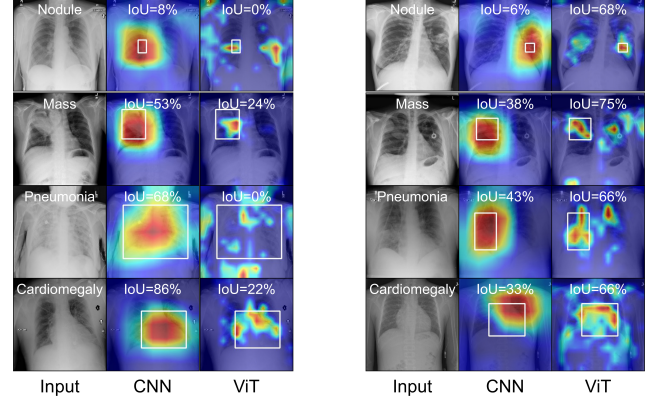 Nodule IoU=8% IoU=0%
Mass IoU=53% IoU=24%
Pneumonia IoU=68% IoU=0%
Cardiomegaly IoU=86% IoU=22%
Input CNN ViT
Nodule IoU=6% IoU=68%
Mass IoU=38% IoU=75%
Pneumonia IoU=43% IoU=66%
Cardiomegaly IoU=33% IoU=66%
Input CNN ViT